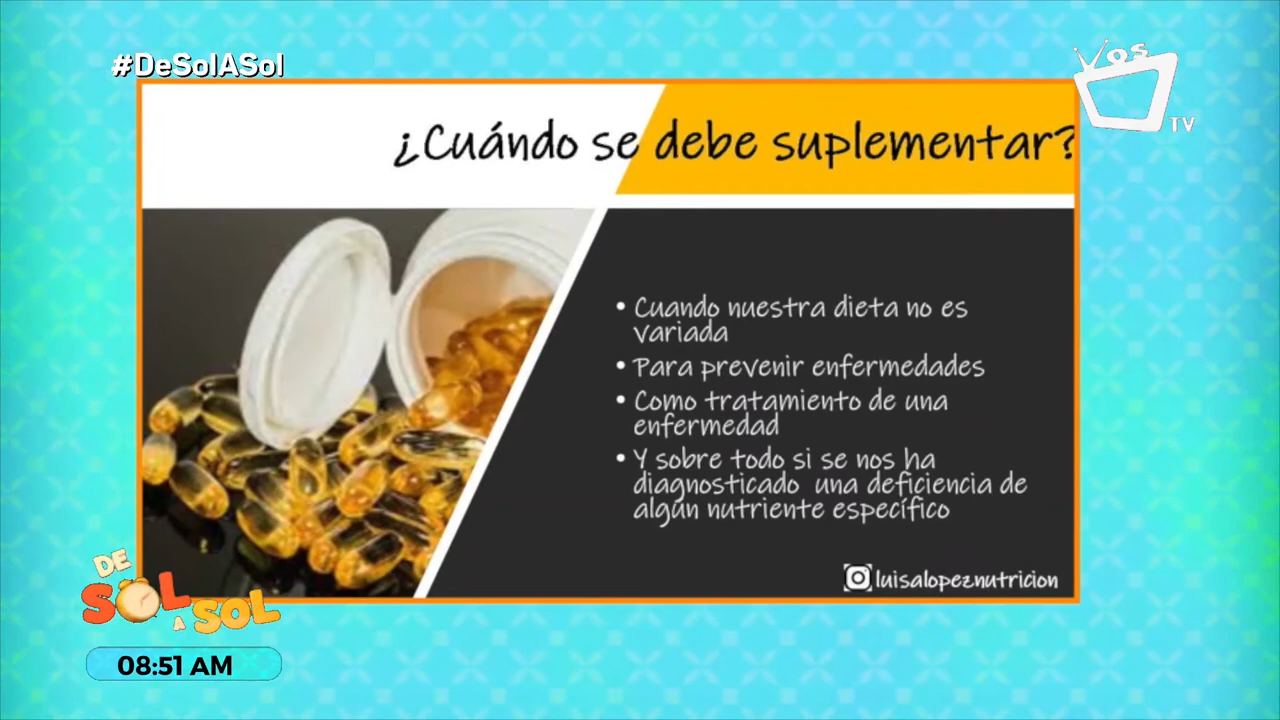 #DeSolASol
VOS
TV
¿Cuándo se debe suplementar?
• Cuando nuestra dieta no es
variada
• Para prevenir enfermedades
• Como tratamiento de una
enfermedad
• Y sobre todo si se nos ha
diagnosticado una deficiencia de
algún nutriente específico
luisalopeznutricion
DE
SOL
A SOL
08:51 AM